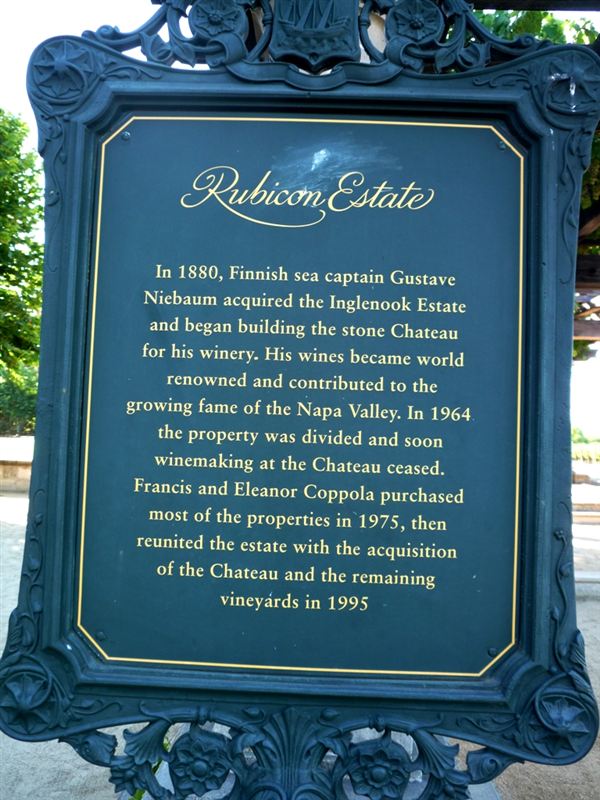 Rubicon Estate
In 1880, Finnish sea captain Gustave
Niebaum acquired the Inglenook Estate
and began building the stone Chateau
for his winery. His wines became world
renowned and contributed to the
growing fame of the Napa Valley. In 1964
the property was divided and soon
winemaking at the Chateau ceased.
Francis and Eleanor Coppola purchased
most of the properties in 1975, then
reunited the estate with the acquisition
of the Chateau and the remaining
vineyards in 1995